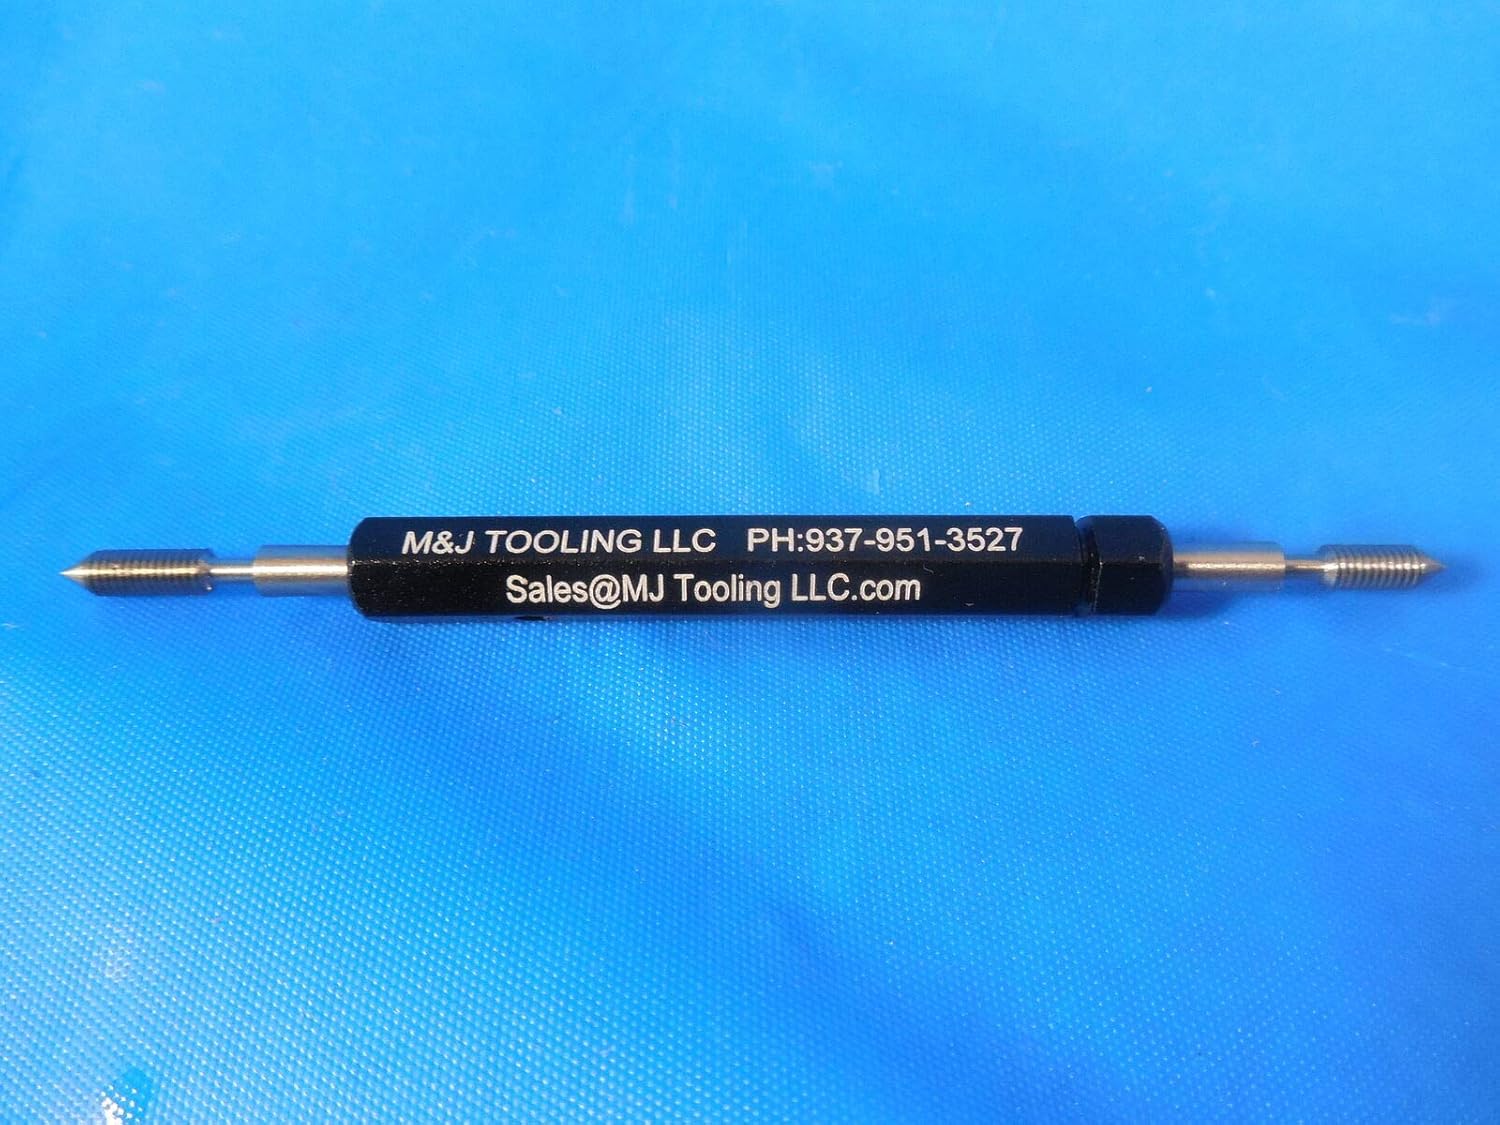 M&J TOOLING LLC PH:937-951-3527
Sales@MJ Tooling LLC.com